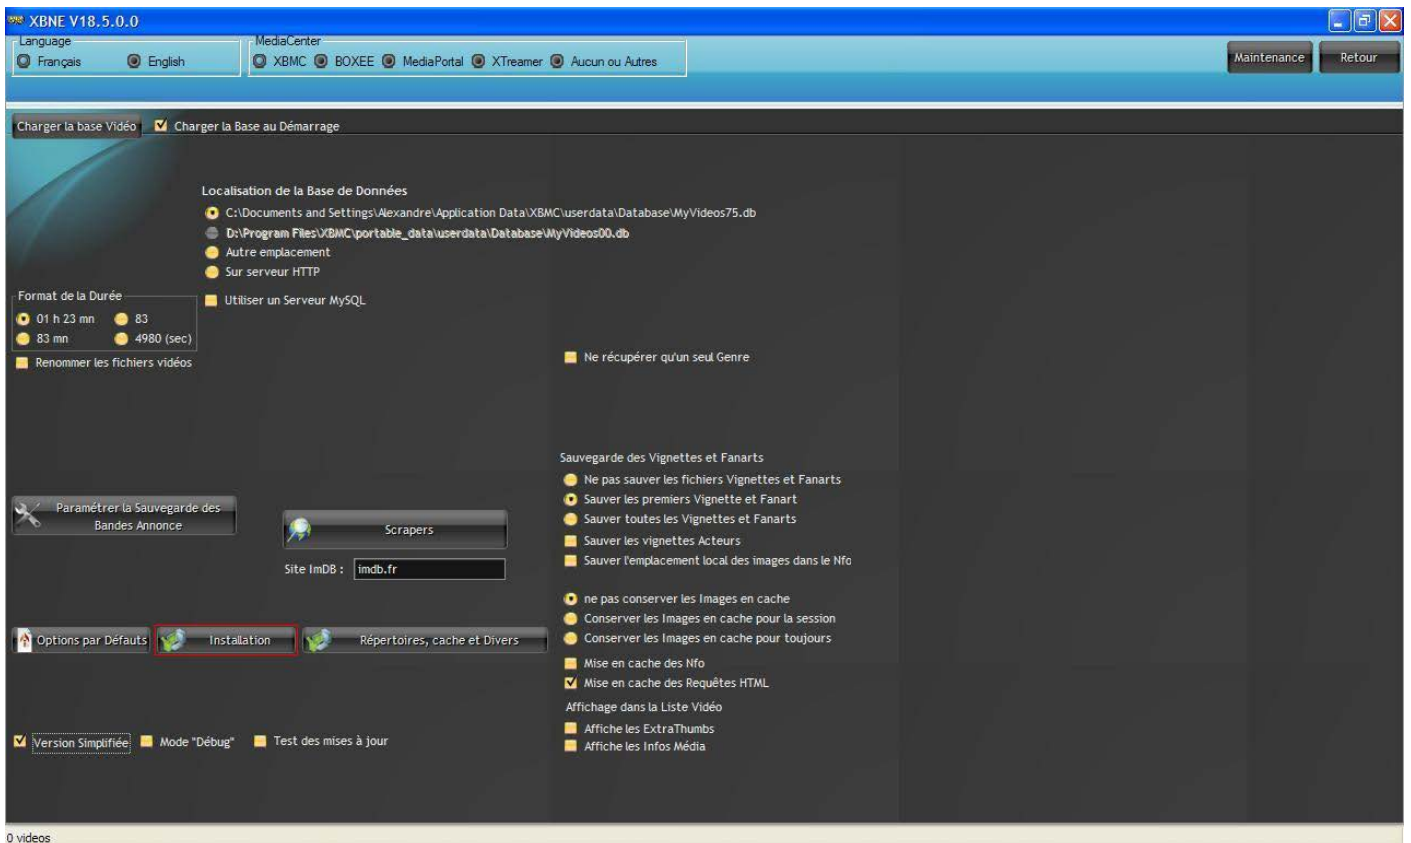 XBNE V18.5.0.0
Language
Français English
MediaCenter
XBMC BOXEE MediaPortal XTreamer Aucun ou Autres
Maintenance Retour
Charger la base Vidéo Charger la Base au Démarrage
Localisation de la Base de Données
C:\Documents and Settings\Alexandre\Application Data\XBMC\userdata\Database\MyVideos75.db
D:\Program Files\XBMC\portable_data\userdata\Database\MyVideos00.db
Autre emplacement
Sur serveur HTTP
Utiliser un Serveur MySQL
Format de la Durée
01 h 23 mn 83
83 mn 4980 (sec)
Renommer les fichiers vidéos
Ne récupérer qu'un seul Genre
Paramétrer la Sauvegarde des
Bandes Annonce
Scrapers
Site ImDB : imdb.fr
Sauvegarde des Vignettes et Fanarts
Ne pas sauver les fichiers Vignettes et Fanarts
Sauver les premiers Vignette et Fanart
Sauver toutes les Vignettes et Fanarts
Sauver les vignettes Acteurs
Sauver l'emplacement local des images dans le Nfo
ne pas conserver les Images en cache
Conserver les Images en cache pour la session
Conserver les Images en cache pour toujours
Mise en cache des Nfo
Mise en cache des Requêtes HTML
Affichage dans la Liste Vidéo
Affiche les ExtraThumbs
Affiche les Infos Média
Options par Défauts Installation Répertoires, cache et Divers
Version Simplifiée Mode "Débug" Test des mises à jour
0 videos